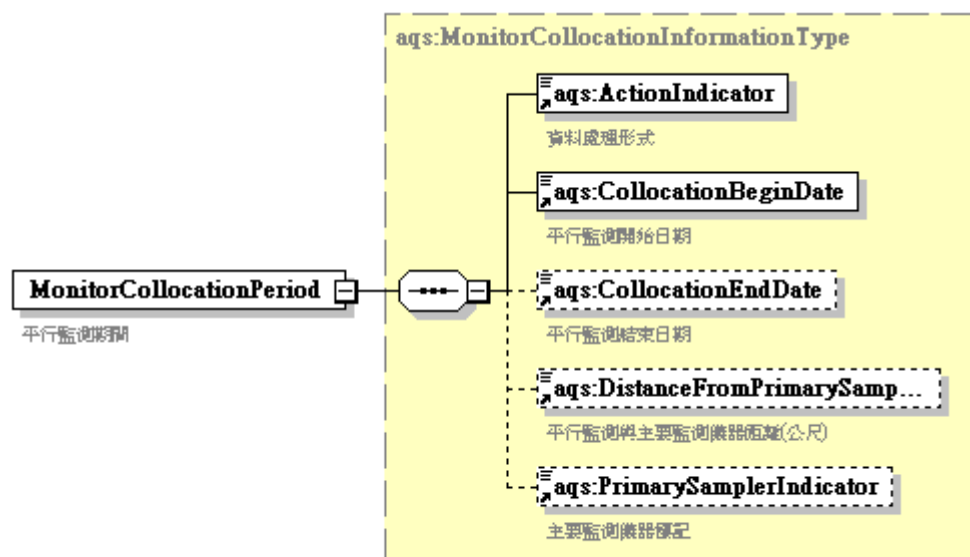 aqs:MonitorCollocationInformationType
aqs:ActionIndicator
資料處理形式
aqs:CollocationBeginDate
平行監測開始日期
MonitorCollocationPeriod
平行監測期間
aqs:CollocationEndDate
平行監測結束日期
aqs:DistanceFromPrimarySamp...
平行監測與主要監測儀器距離(公尺)
aqs:PrimarySamplerIndicator
主要監測儀器標記